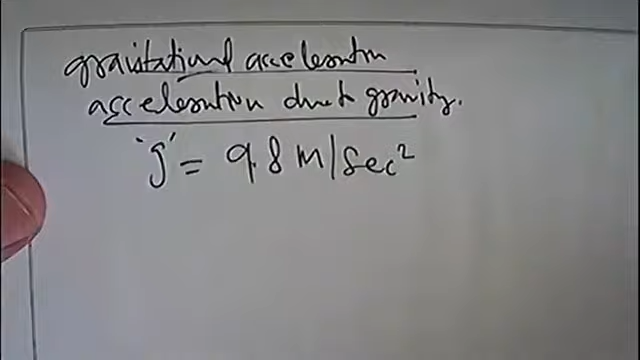 gravitational acceleration
acceleration due to gravity.
'g' = 9.8 m/sec²